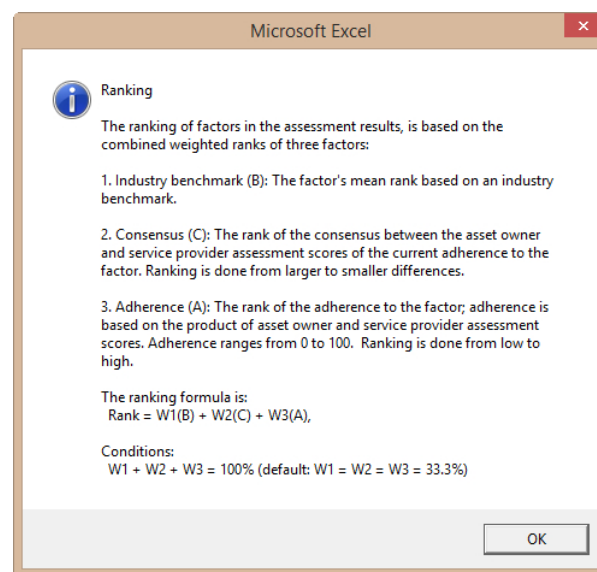 Microsoft Excel
Ranking
The ranking of factors in the assessment results, is based on the
combined weighted ranks of three factors:
1. Industry benchmark (B): The factor's mean rank based on an industry
benchmark.
2. Consensus (C): The rank of the consensus between the asset owner
and service provider assessment scores of the current adherence to the
factor. Ranking is done from larger to smaller differences.
3. Adherence (A): The rank of the adherence to the factor; adherence is
based on the product of asset owner and service provider assessment
scores. Adherence ranges from 0 to 100.  Ranking is done from low to
high.
The ranking formula is:
Rank = W1(B) + W2(C) + W3(A),
Conditions:
W1 + W2 + W3 = 100% (default: W1 = W2 = W3 = 33.3%)
OK